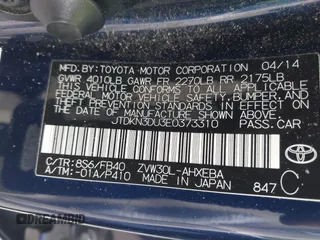 MFD. BY: TOYOTA MOTOR CORPORATION 04/14
GVWR 4010LB GAWR FR 2270LB RR 2175LB
THIS VEHICLE CONFORMS TO ALL APPLICABLE
FEDERAL MOTOR VEHICLE SAFETY, BUMPER, AND
THEFT PREVENTION STANDARDS IN EFFECT ON
THE DATE OF MANUFACTURE SHOWN ABOVE.
JTDKN3DU3E0373310 PASS. CAR
C/TR: 8S6/FB40 ZVW30L-AHXEBA
A/TM: -01A/P410 MADE IN JAPAN 847 C
TOYOTA